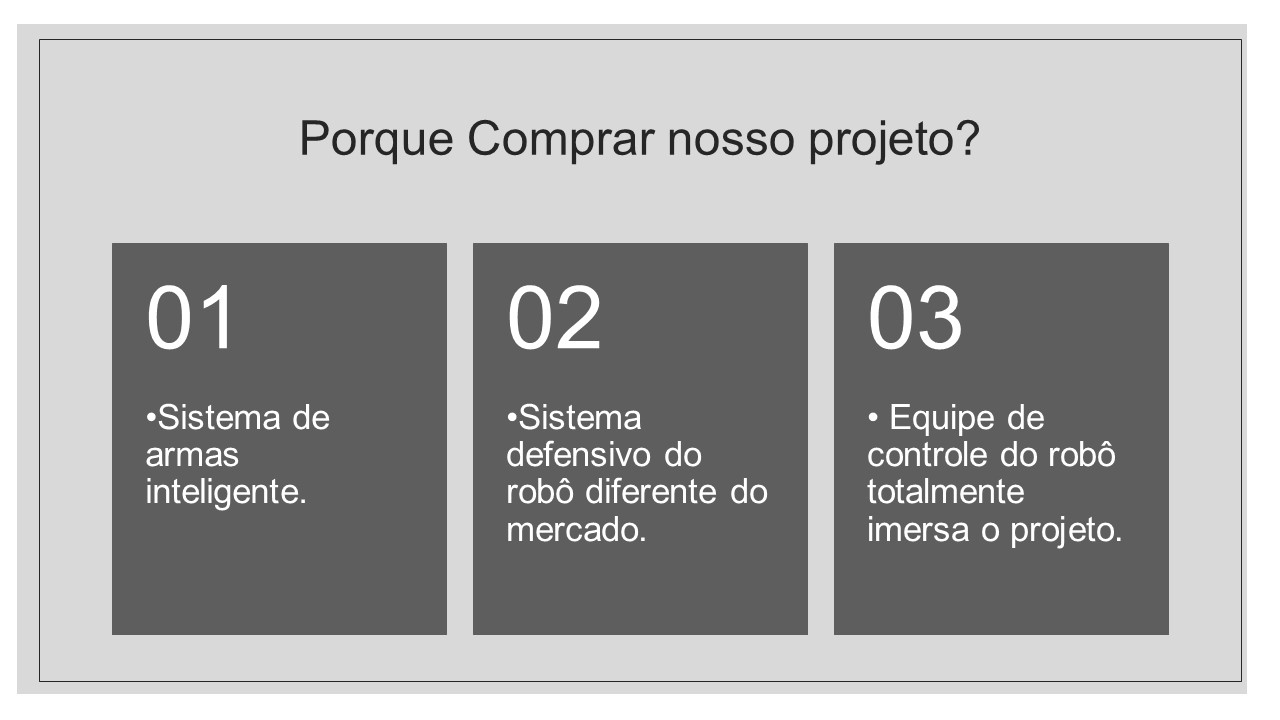 Porque Comprar nosso projeto?
01
•Sistema de
armas
inteligente.
02
•Sistema
defensivo do
robô diferente do
mercado.
03
• Equipe de
controle do robô
totalmente
imersa o projeto.